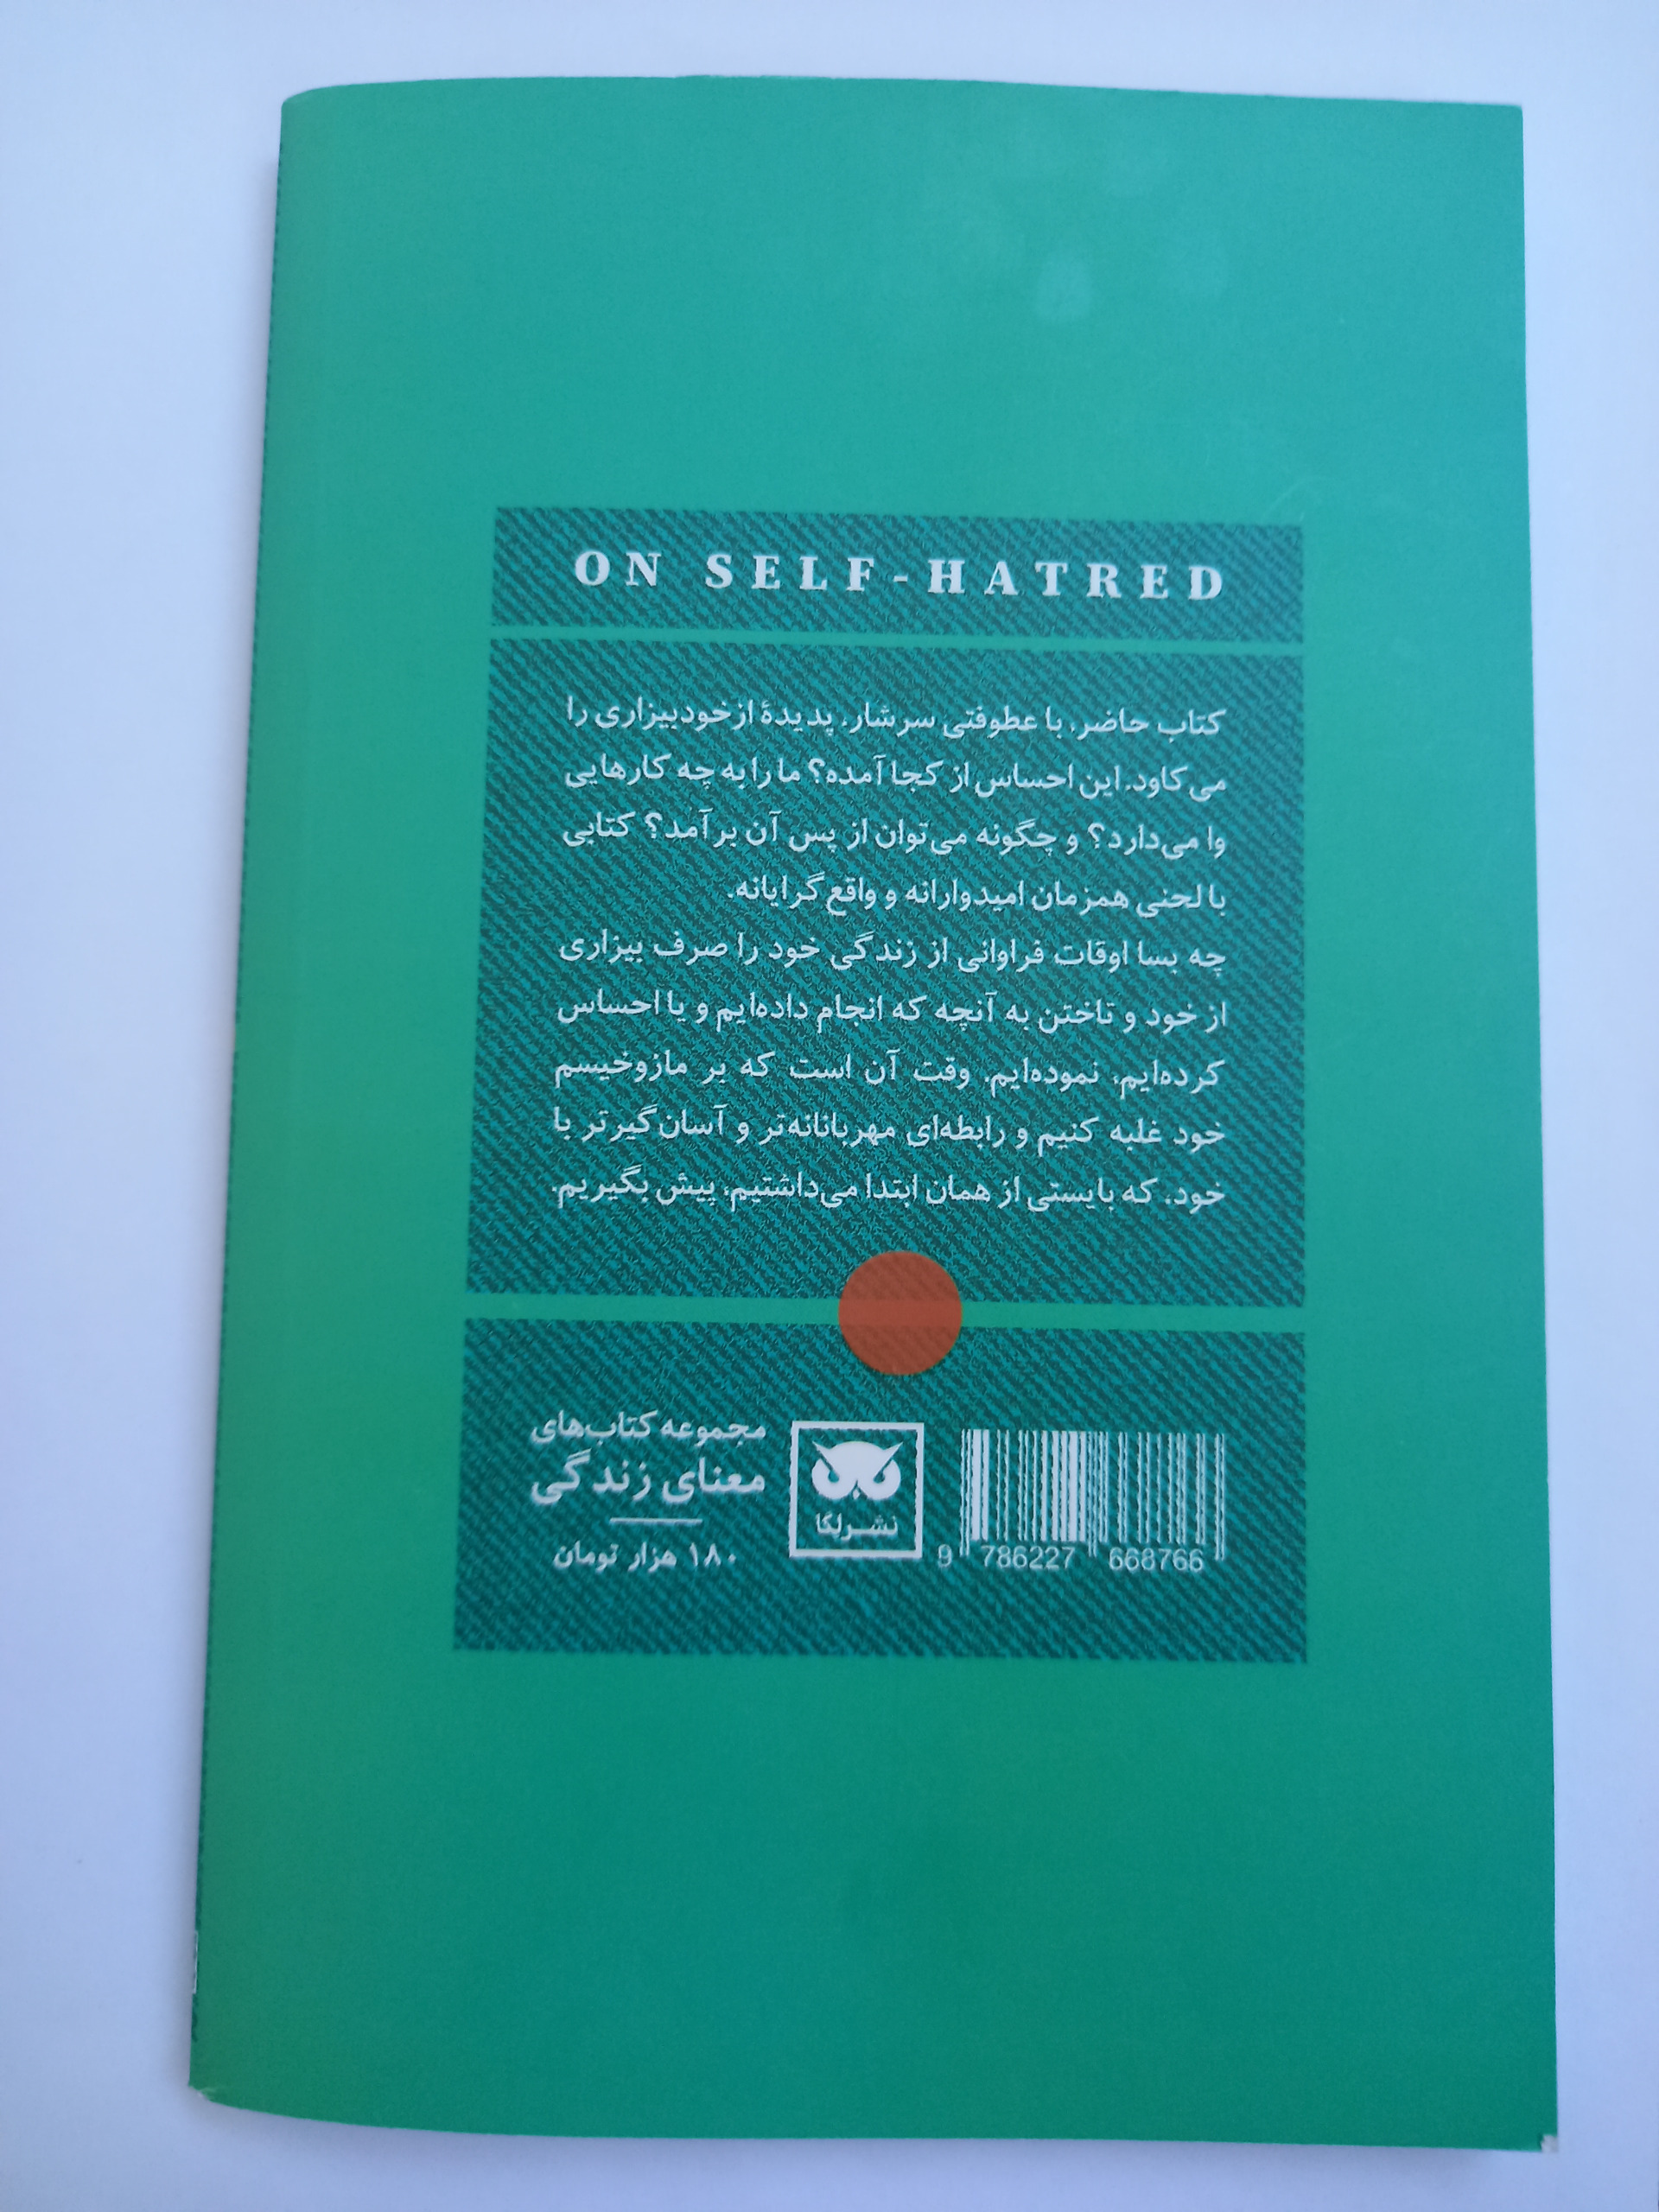 ON SELF-HATRED
کتاب حاضر، با عطوفتی سرشار، پدیدهٔ ازخودبیزاری را
می‌کاود. این احساس از کجا آمده؟ ما را به چه کارهایی
وا می‌دارد؟ و چگونه می‌توان از پس آن برآمد؟ کتابی
با لحنی همزمان امیدوارانه و واقع‌گرایانه.
چه بسا اوقات فراوانی از زندگی خود را صرف بیزاری
از خود و تاختن به آنچه که انجام داده‌ایم و یا احساس
کرده‌ایم، نموده‌ایم. وقت آن است که بر مازوخیسم
خود غلبه کنیم و رابطه‌ای مهربانانه‌تر و آسان‌گیرتر با
خود، که بایستی از همان ابتدا می‌داشتیم، پیش بگیریم.
مجموعه کتاب‌های
معنای زندگی
۱۸۰ هزار تومان
نشر لگا
9 786227 668766